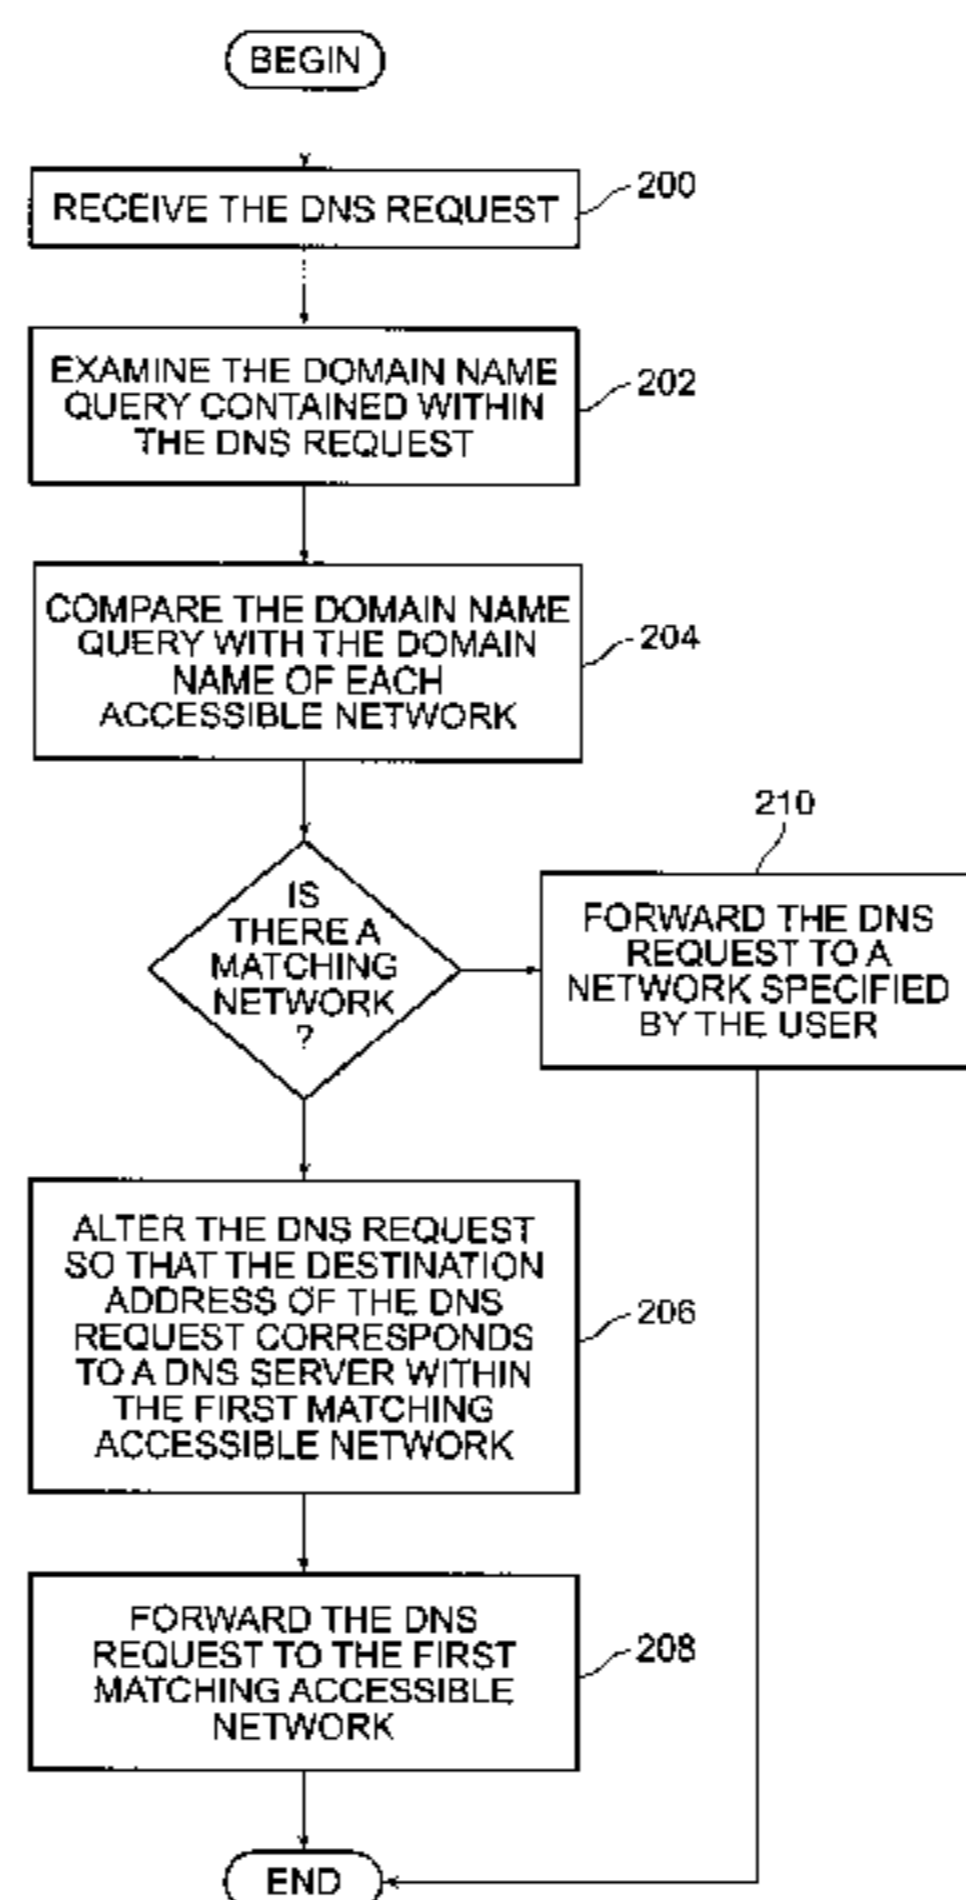 BEGIN
RECEIVE THE DNS REQUEST
200
EXAMINE THE DOMAIN NAME
QUERY CONTAINED WITHIN
THE DNS REQUEST
202
COMPARE THE DOMAIN NAME
QUERY WITH THE DOMAIN
NAME OF EACH
ACCESSIBLE NETWORK
204
IS
THERE A
MATCHING
NETWORK
?
210
FORWARD THE DNS
REQUEST TO A
NETWORK SPECIFIED
BY THE USER
ALTER THE DNS REQUEST
SO THAT THE DESTINATION
ADDRESS OF THE DNS
REQUEST CORRESPONDS
TO A DNS SERVER WITHIN
THE FIRST MATCHING
ACCESSIBLE NETWORK
206
FORWARD THE DNS
REQUEST TO THE FIRST
MATCHING ACCESSIBLE
NETWORK
208
END